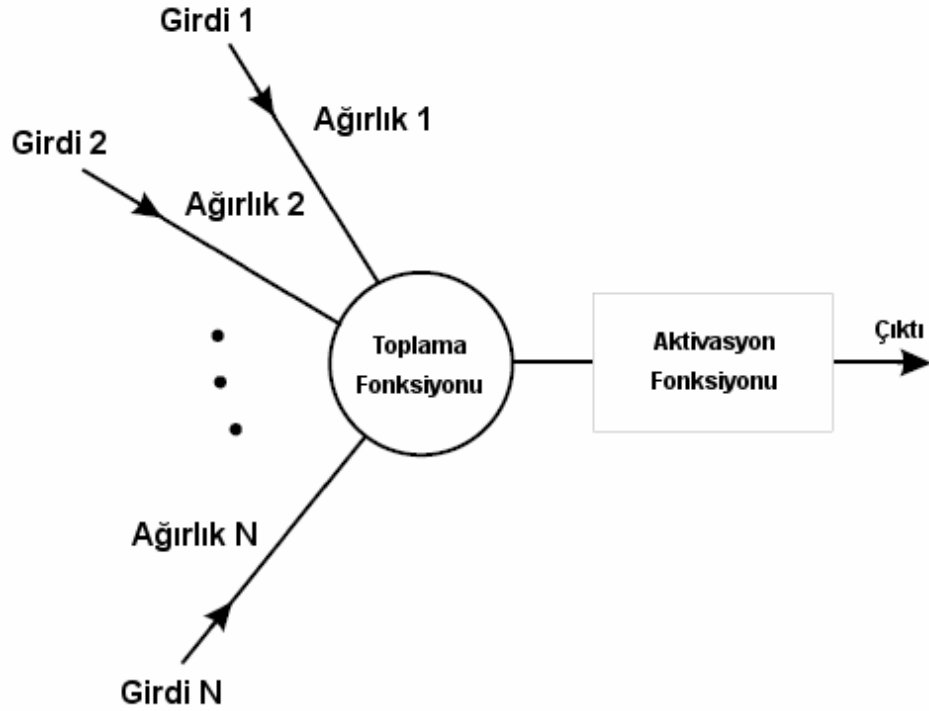 Girdi 1
Ağırlık 1
Girdi 2
Ağırlık 2
Toplama
Fonksiyonu
Aktivasyon
Fonksiyonu
Çıktı
Ağırlık N
Girdi N